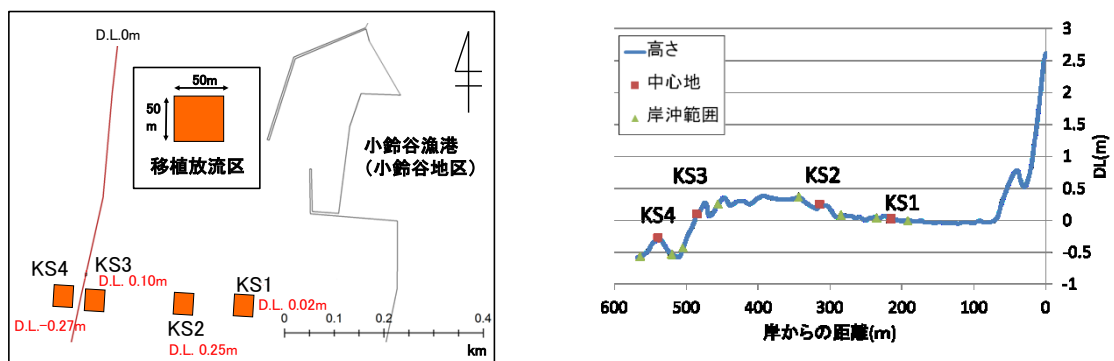 D.L.0m
50m
50
m
移植放流区
小鈴谷漁港
(小鈴谷地区)
KS4
KS3
D.L. 0.10m
KS1
D.L. 0.02m
D.L.-0.27m
KS2
D.L. 0.25m
0 0.1 0.2 0.4
km
高さ
中心地
岸沖範囲
KS4
KS3
KS2
KS1
3
2.5
2
1.5
1
0.5
0
-0.5
-1
DL(m)
600 500 400 300 200 100 0
岸からの距離(m)